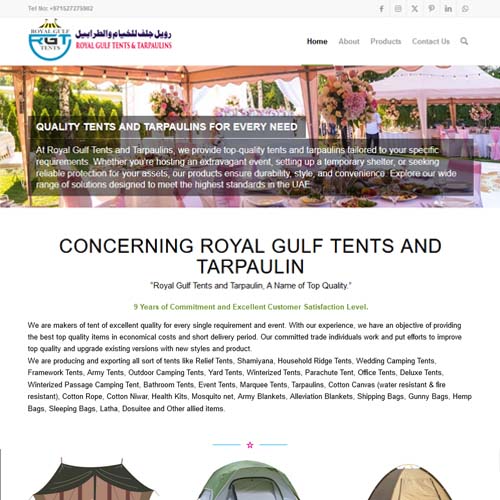 Tel No: +971527275902
ROYAL GULF
RGT
TENTS
رويل جلف للخيام والطرابيل
ROYAL GULF TENTS & TARPAULINS
Home About Products Contact Us
QUALITY TENTS AND TARPAULINS FOR EVERY NEED
At Royal Gulf Tents and Tarpaulins, we provide top-quality tents and tarpaulins tailored to your specific
requirements. Whether you're hosting an extravagant event, setting up a temporary shelter, or seeking
reliable protection for your assets, our products ensure durability, style, and convenience. Explore our wide
range of solutions designed to meet the highest standards in the UAE.
CONCERNING ROYAL GULF TENTS AND
TARPAULIN
"Royal Gulf Tents and Tarpaulin, A Name of Top Quality."
9 Years of Commitment and Excellent Customer Satisfaction Level.
We are makers of tent of excellent quality for every single requirement and event. With our experience, we have an objective of providing
the best top quality items in economical costs and short delivery period. Our committed trade individuals work and put efforts to improve
top quality and upgrade existing versions with new styles and product.
We are producing and exporting all sort of tents like Relief Tents, Shamiyana, Household Ridge Tents, Wedding Camping Tents,
Framework Tents, Army Tents, Outdoor Camping Tents, Yard Tents, Winterized Tents, Parachute Tent, Office Tents, Deluxe Tents,
Winterized Passage Camping Tent, Bathroom Tents, Event Tents, Marquee Tents, Tarpaulins, Cotton Canvas (water resistant & fire
resistant), Cotton Rope, Cotton Niwar, Health Kits, Mosquito net, Army Blankets, Alleviation Blankets, Shipping Bags, Gunny Bags, Hemp
Bags, Sleeping Bags, Latha, Dosuitee and Other allied items.